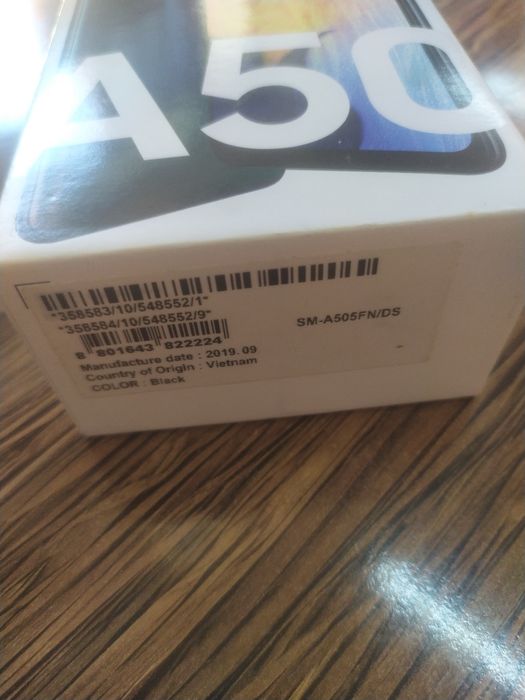 A50
"358583/10/548552/1"
"358584/10/548552/9"
SM-A505FN/DS
8 801643 822224
Manufacture date : 2019.09
Country of Origin : Vietnam
COLOR : Black